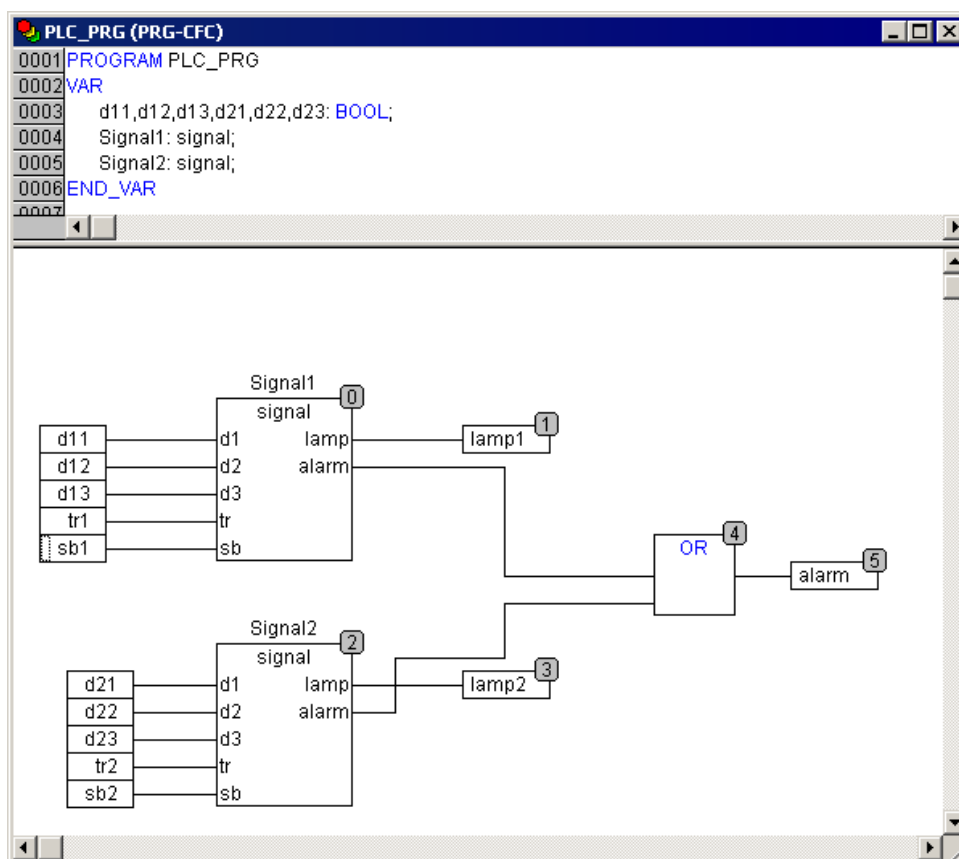 PLC_PRG (PRG-CFC)
0001 PROGRAM PLC_PRG
0002 VAR
0003 d11,d12,d13,d21,d22,d23: BOOL;
0004 Signal1: signal;
0005 Signal2: signal;
0006 END_VAR
0007
Signal1
0
signal
d11 d1 lamp lamp1 1
d12 d2 alarm
d13 d3
tr1 tr
sb1 sb
OR 4
alarm 5
Signal2
2
signal
d21 d1 lamp lamp2 3
d22 d2 alarm
d23 d3
tr2 tr
sb2 sb